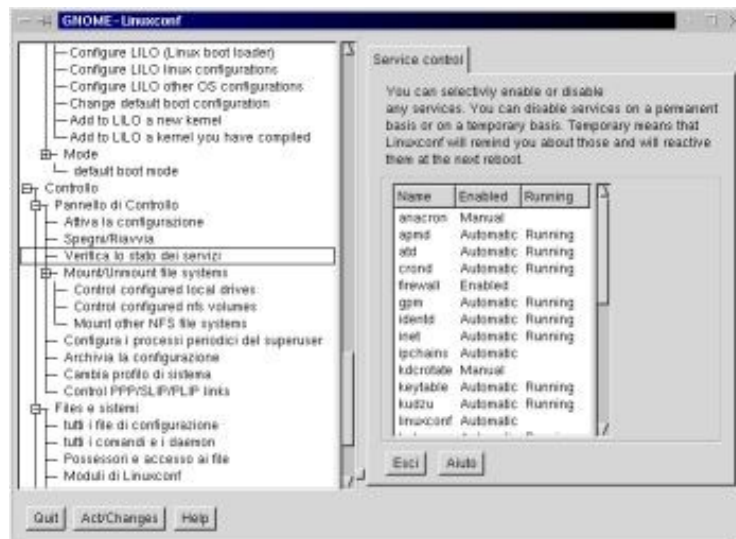 GNOME-Linuxconf
Configure LILO (Linux boot loader)
Configure LILO linux configurations
Configure LILO other OS configurations
Change default boot configuration
Add to LILO a new kernel
Add to LILO a kernel you have compiled
Mode
default boot mode
Controllo
Pannello di Controllo
Attiva la configurazione
Spegni/Riavvia
Verifica lo stato dei servizi
Mount/Unmount file systems
Control configured local drives
Control configured nfs volumes
Mount other NFS file systems
Configura i processi periodici del superuser
Archivia la configurazione
Cambia profilo di sistema
Control PPP/SLIP/PLIP links
Files e sistemi
tutti i file di configurazione
tutti i comandi e i daemon
Possessori e accesso ai file
Moduli di Linuxconf
Service control
You can selectivly enable or disable
any services. You can disable services on a permanent
basis or on a temporary basis. Temporary means that
Linuxconf will remind you about those and will reactive
them at the next reboot.
Name Enabled Running
anacron Manual
apmd Automatic Running
atd Automatic Running
crond Automatic Running
firewall Enabled
gpm Automatic Running
identd Automatic Running
inet Automatic Running
ipchains Automatic
kdcrotate Manual
keytable Automatic Running
kudzu Automatic Running
linuxconf Automatic
Esci Aiuto
Quit Act/Changes Help